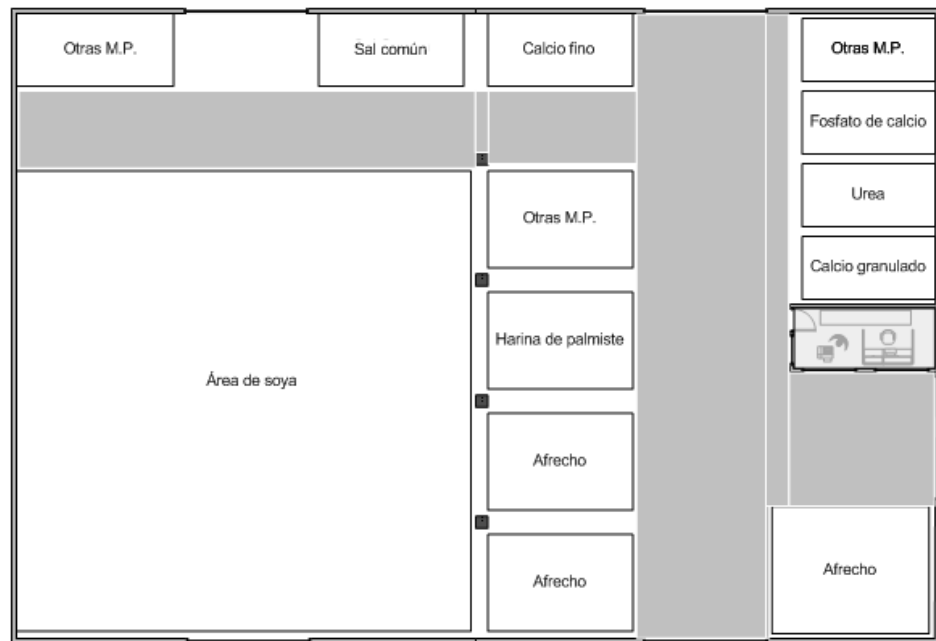 Otras M.P.
Sal común
Calcio fino
Otras M.P.
Fosfato de calcio
Urea
Otras M.P.
Calcio granulado
Harina de palmiste
Área de soya
Afrecho
Afrecho
Afrecho